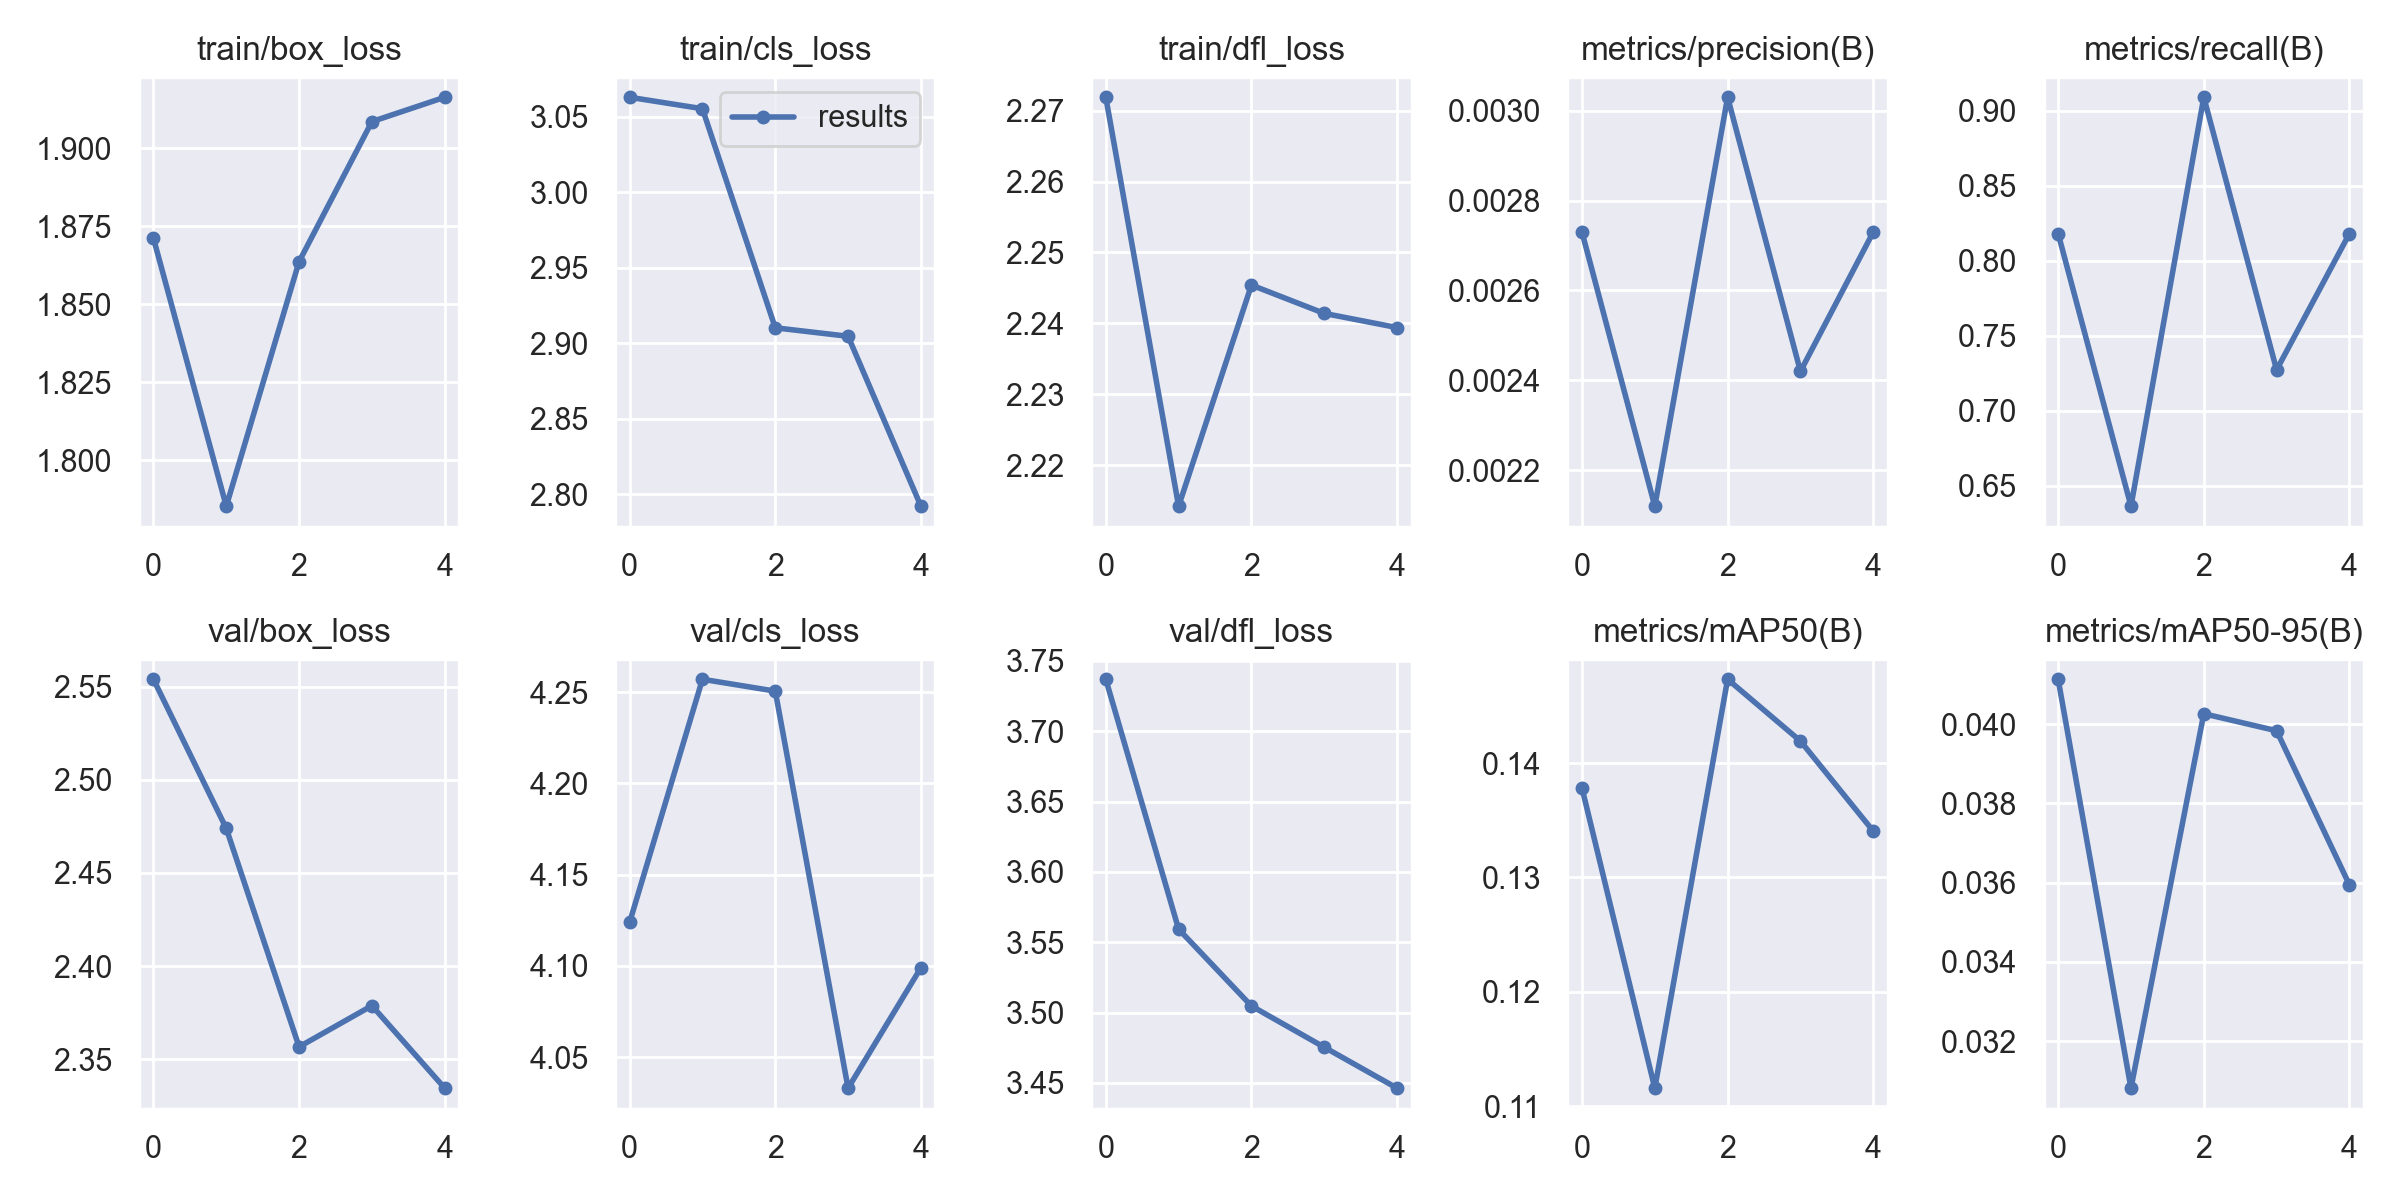 train/box_loss
1.900
1.875
1.850
1.825
1.800
0 2 4
train/cls_loss
results
3.05
3.00
2.95
2.90
2.85
2.80
0 2 4
train/dfl_loss
2.27
2.26
2.25
2.24
2.23
2.22
0 2 4
metrics/precision(B)
0.0030
0.0028
0.0026
0.0024
0.0022
0 2 4
metrics/recall(B)
0.90
0.85
0.80
0.75
0.70
0.65
0 2 4
val/box_loss
2.55
2.50
2.45
2.40
2.35
0 2 4
val/cls_loss
4.25
4.20
4.15
4.10
4.05
0 2 4
val/dfl_loss
3.75
3.70
3.65
3.60
3.55
3.50
3.45
0 2 4
metrics/mAP50(B)
0.14
0.13
0.12
0.11
0 2 4
metrics/mAP50-95(B)
0.040
0.038
0.036
0.034
0.032
0 2 4